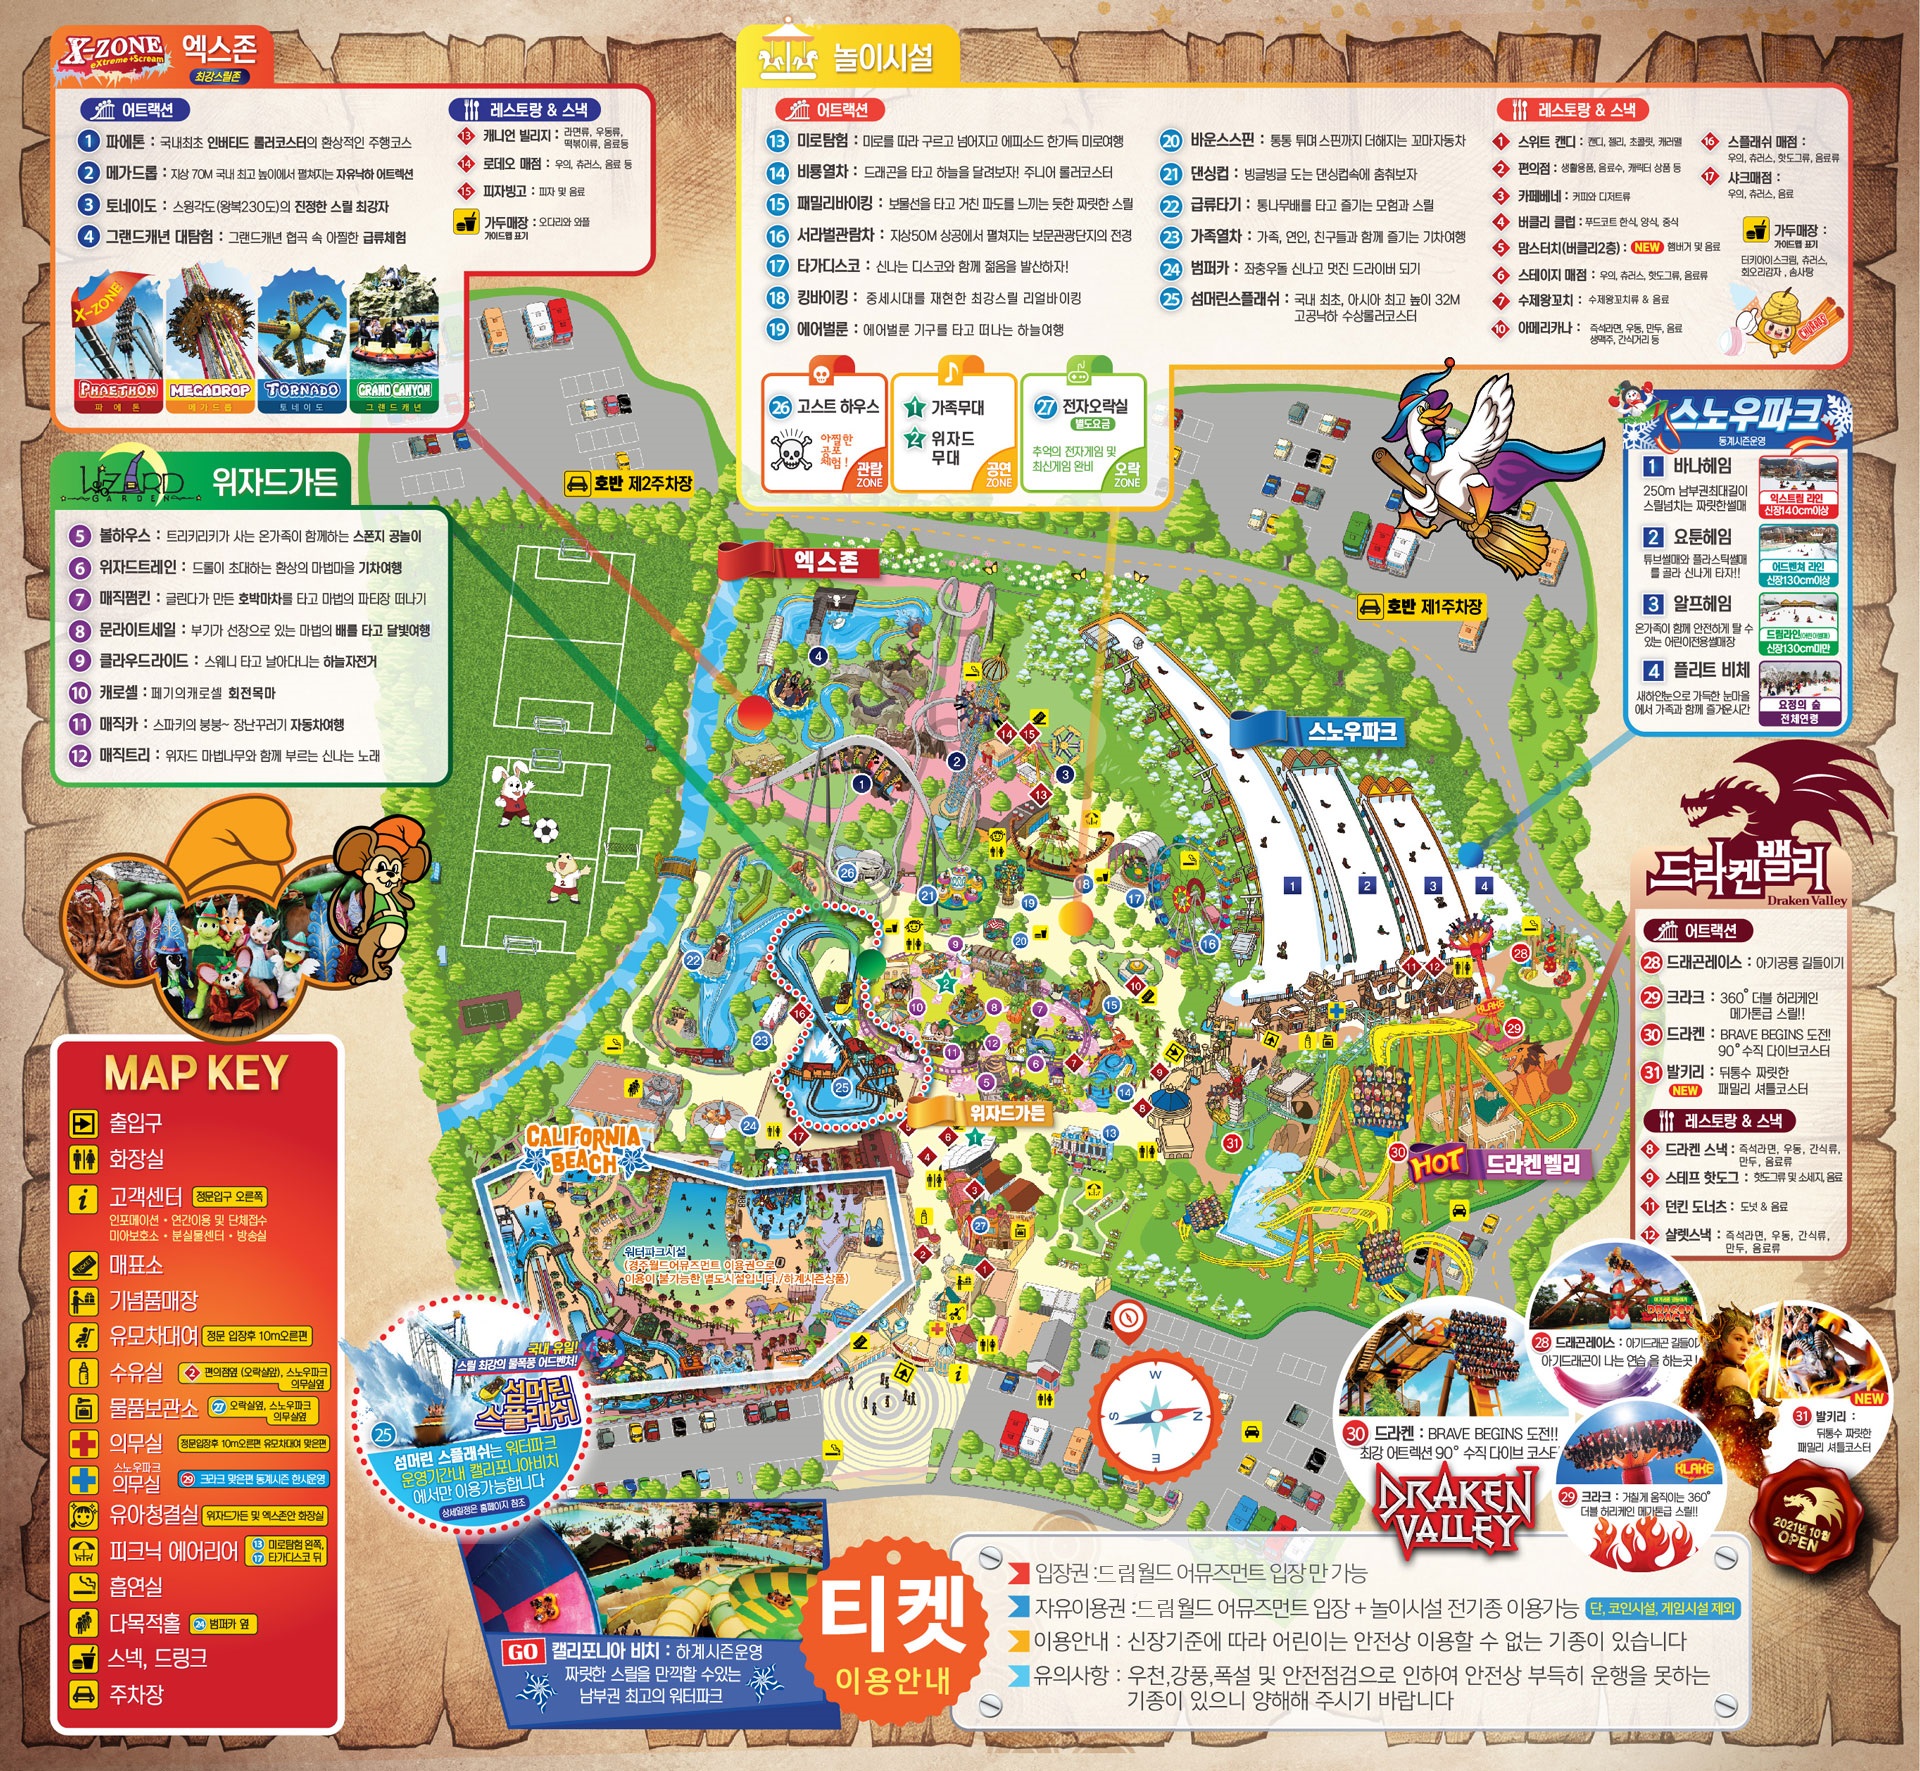 X-ZONE
eXtreme+Scream
엑스존
최강스릴존
어트랙션
1 파에톤 : 국내최초 인버티드 롤러코스터의 환상적인 주행코스
2 메가드롭 : 지상 70M 국내 최고 높이에서 펼쳐지는 자유낙하 어트렉션
3 토네이도 : 스윙각도(왕복230도)의 진정한 스릴 최강자
4 그랜드캐년 대탐험 : 그랜드캐년 협곡 속 아찔한 급류체험
레스토랑 & 스낵
13 캐니언 빌리지 : 라면류, 우동류,
떡볶이류, 음료등
14 로데오 매점 : 우의, 츄러스, 음료 등
15 피자빙고 : 피자 및 음료
가두매장 : 오다리와 와플
가이드맵 표기
X-ZONE
PHAETHON
파에톤
MEGADROP
메가드롭
TORNADO
토네이도
GRAND CANYON
그랜드캐년
WIZARD
GARDEN
위자드가든
5 볼하우스 : 트리키리키가 사는 온가족이 함께하는 스폰지 공놀이
6 위자드트레인 : 드롤이 초대하는 환상의 마법마을 기차여행
7 매직펌킨 : 글린다가 만든 호박마차를 타고 마법의 파티장 떠나기
8 문라이트세일 : 부기가 선장으로 있는 마법의 배를 타고 달빛여행
9 클라우드라이드 : 스웨니 타고 날아다니는 하늘자전거
10 캐로셀 : 페기의캐로셀 회전목마
11 매직카 : 스파키의 붕붕~ 장난꾸러기 자동차여행
12 매직트리 : 위자드 마법나무와 함께 부르는 신나는 노래
놀이시설
어트랙션
13 미로탐험 : 미로를 따라 구르고 넘어지고 에피소드 한가득 미로여행
14 비룡열차 : 드래곤을 타고 하늘을 달려보자! 주니어 롤러코스터
15 패밀리바이킹 : 보물선을 타고 거친 파도를 느끼는 듯한 짜릿한 스릴
16 서라벌관람차 : 지상50M 상공에서 펼쳐지는 보문관광단지의 전경
17 타가디스코 : 신나는 디스코와 함께 젊음을 발산하자!
18 킹바이킹 : 중세시대를 재현한 최강스릴 리얼바이킹
19 에어벌룬 : 에어벌룬 기구를 타고 떠나는 하늘여행
20 바운스스핀 : 통통 튀며 스핀까지 더해지는 꼬마자동차
21 댄싱컵 : 빙글빙글 도는 댄싱컵속에 춤춰보자
22 급류타기 : 통나무배를 타고 즐기는 모험과 스릴
23 가족열차 : 가족, 연인, 친구들과 함께 즐기는 기차여행
24 범퍼카 : 좌충우돌 신나고 멋진 드라이버 되기
25 섬머린스플래쉬 : 국내 최초, 아시아 최고 높이 32M
고공낙하 수상롤러코스터
레스토랑 & 스낵
1 스위트 캔디 : 캔디, 젤리, 초콜릿, 캐러멜
2 편의점 : 생활용품, 음료수, 캐릭터 상품 등
3 카페베네 : 커피와 디저트류
4 버클리 클럽 : 푸드코트 한식, 양식, 중식
5 맘스터치(버클리2층) : NEW 햄버거 및 음료
6 스테이지 매점 : 우의, 츄러스, 핫도그류, 음료류
7 수제왕꼬치 : 수제왕꼬치류 & 음료
10 아메리카나 : 즉석라면, 우동, 만두, 음료
생맥주, 간식거리 등
16 스플래쉬 매점 :
우의, 츄러스, 핫도그류, 음료류
17 샤크매점 :
우의, 츄러스, 음료
가두매장 :
가이드맵 표기
터키아이스크림, 츄러스,
회오리감자, 솜사탕
CHURROS
26 고스트 하우스
아찔한
공포
체험!
관람
ZONE
1 가족무대
2 위자드
무대
공연
ZONE
27 전자오락실
별도요금
추억의 전자게임 및
최신게임 완비
오락
ZONE
스노우파크
동계시즌운영
1 바나헤임
250m 남부권최대길이
스릴넘치는 짜릿한썰매
익스트림 라인
신장140cm이상
2 요툰헤임
튜브썰매와 플라스틱썰매
를 골라 신나게 타자!!
어드벤쳐 라인
신장130cm이상
3 알프헤임
온가족이 함께 안전하게 탈 수
있는 어린이전용썰매장
드림라인(어린이썰매)
신장130cm미만
4 플리트 비체
새하얀눈으로 가득한 눈마을
에서 가족과 함께 즐거운시간
요정의 숲
전체연령
드라켄밸리
Draken Valley
어트랙션
28 드래곤레이스 : 아기공룡 길들이기
29 크라크 : 360˚ 더블 허리케인
메가톤급 스릴!!
30 드라켄 : BRAVE BEGINS 도전!
90˚ 수직 다이브코스터
31 발키리 : 뒤통수 짜릿한
NEW 패밀리 셔틀코스터
레스토랑 & 스낵
8 드라켄 스낵 : 즉석라면, 우동, 간식류,
만두, 음료류
9 스테프 핫도그 : 핫도그류 및 소세지, 음료
11 던킨 도너츠 : 도넛 & 음료
12 샬렛스낵 : 즉석라면, 우동, 간식류,
만두, 음료류
호반 제2주차장
호반 제1주차장
엑스존
스노우파크
위자드가든
HOT 드라켄벨리
KLAKE
CALIFORNIA
BEACH
워터파크시설
(경주월드어뮤즈먼트 이용권으로
이용이 불가능한 별도시설입니다./하계시즌상품)
W
S
N
E
MAP KEY
출입구
화장실
고객센터 정문입구 오른쪽
인포메이션 • 연간이용 및 단체접수
미아보호소 • 분실물센터 • 방송실
매표소
기념품매장
유모차대여 정문 입장후 10m오른편
수유실 2 편의점옆 (오락실앞), 스노우파크
의무실옆
물품보관소 27 오락실옆, 스노우파크
의무실옆
의무실 정문입장후 10m오른편 유모차대여 맞은편
스노우파크
의무실 29 크라크 맞은편 동계시즌 한시운영
유아청결실 위자드가든 및 엑스존안 화장실
피크닉 에어리어 13 미로탐험 왼쪽,
17 타가디스코 뒤
흡연실
다목적홀 24 범퍼카 옆
스넥, 드링크
주차장
국내 유일!
스릴 최강의 물폭풍 어드벤처!
섬머린
스플래쉬
25
섬머린 스플래쉬는 워터파크
운영기간내 캘리포니아비치
에서만 이용가능합니다
상세일정은 홈페이지 참조
GO 캘리포니아 비치 : 하계시즌운영
짜릿한 스릴을 만끽할 수있는
남부권 최고의 워터파크
28 드래곤레이스 : 아기드래곤 길들이기
아기드래곤이 나는 연습을 하는곳!
30 드라켄 : BRAVE BEGINS 도전!!
최강 어트랙션 90° 수직 다이브 코스터
DRAKEN
VALLEY
KLAKE
29 크라크 : 거칠게 움직이는 360°
더블 허리케인 메가톤급 스릴!!
NEW
31 발키리 :
뒤통수 짜릿한
패밀리 셔틀코스터
2021년 10월
OPEN
티켓
이용안내
입장권 :드림월드 어뮤즈먼트 입장 만 가능
자유이용권 :드림월드 어뮤즈먼트 입장 + 놀이시설 전기종 이용가능 단, 코인시설, 게임시설 제외
이용안내 : 신장기준에 따라 어린이는 안전상 이용할 수 없는 기종이 있습니다
유의사항 : 우천,강풍,폭설 및 안전점검으로 인하여 안전상 부득히 운행을 못하는
기종이 있으니 양해해 주시기 바랍니다